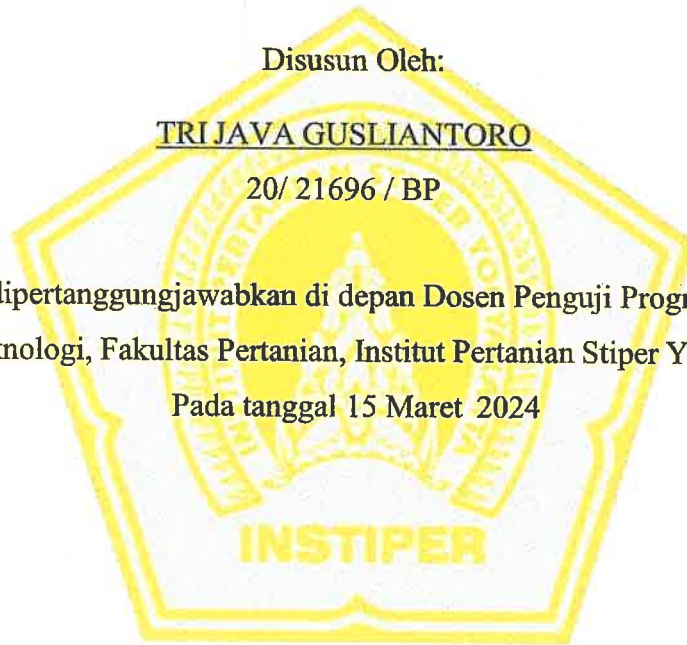 Disusun Oleh:
TRI JAVA GUSLIANTORO
20/ 21696 / BP
dipertanggungjawabkan di depan Dosen Penguji Progr
knologi, Fakultas Pertanian, Institut Pertanian Stiper Y
Pada tanggal 15 Maret 2024
INSTIPER